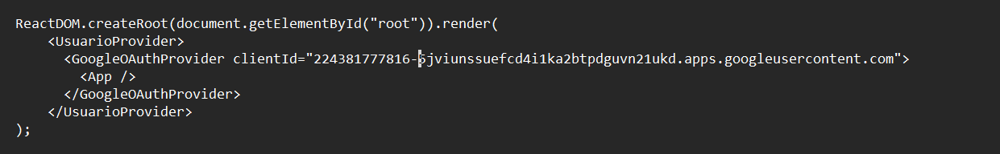 ReactDOM.createRoot(document.getElementById("root")).render(
<UsuarioProvider>
<GoogleOAuthProvider clientId="224381777816-5jviunssuefcd4i1ka2btpdguvn21ukd.apps.googleusercontent.com">
<App />
</GoogleOAuthProvider>
</UsuarioProvider>
);